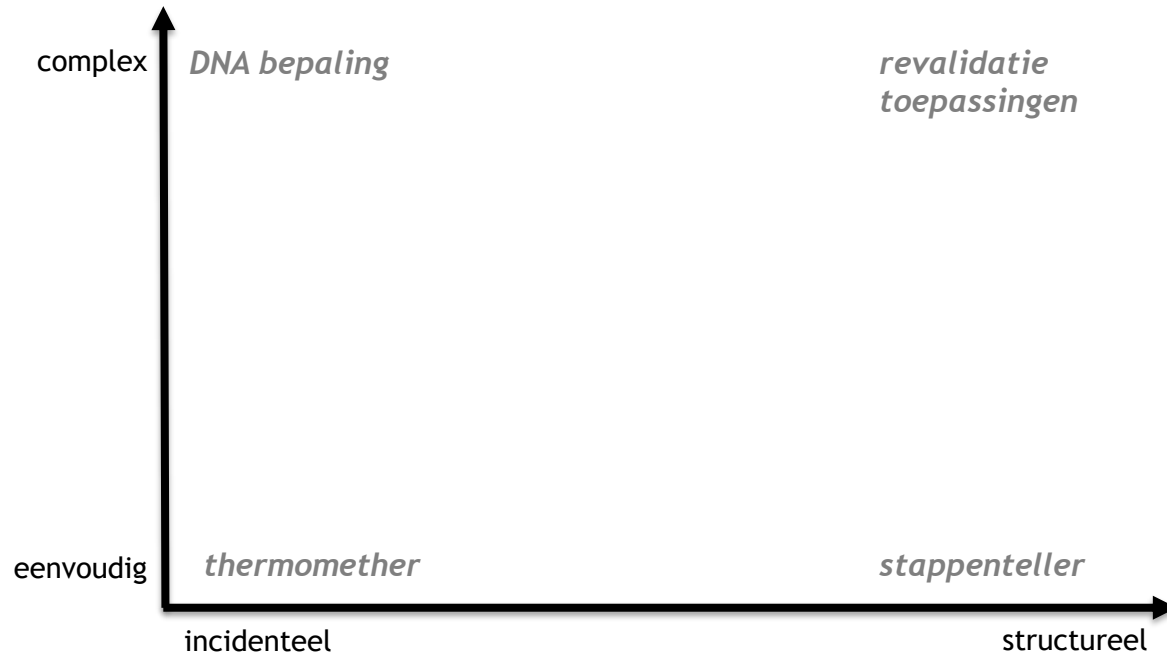 complex
DNA bepaling
revalidatie
toepassingen
eenvoudig
thermomether
stappenteller
incidenteel
structureel